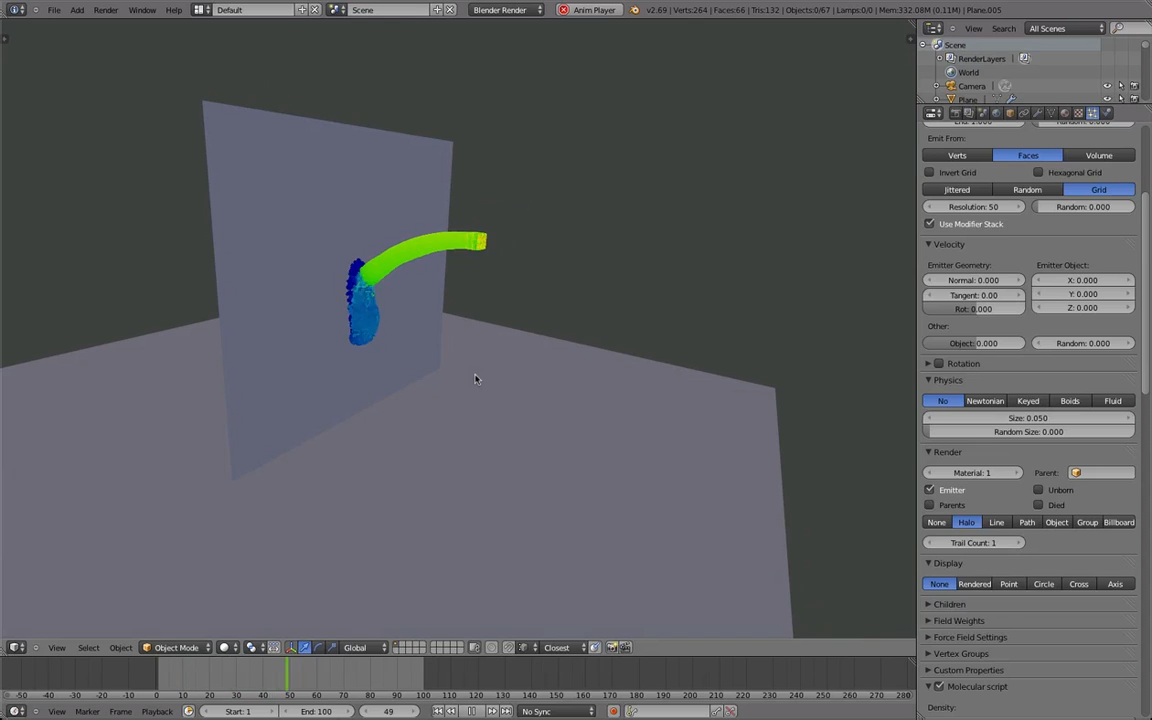 File Add Render Window Help Default Scene Blender Render Anim Player v2.69 | Verts:264 | Faces:66 | Tris:132 | Objects:0/67 | Lamps:0/0 | Mem:332.08M (0.11M) | Plane.005
View Search All Scenes
Scene
RenderLayers
World
Camera
Plane
End: 1.000 Random: 0.000
Emit From:
Verts Faces Volume
Invert Grid Hexagonal Grid
Jittered Random Grid
Resolution: 50 Random: 0.000
Use Modifier Stack
Velocity
Emitter Geometry: Emitter Object:
Normal: 0.000 X: 0.000
Tangent: 0.00 Y: 0.000
Rot: 0.000 Z: 0.000
Other:
Object: 0.000 Random: 0.000
Rotation
Physics
No Newtonian Keyed Boids Fluid
Size: 0.050
Random Size: 0.000
Render
Material: 1 Parent:
Emitter Unborn
Parents Died
None Halo Line Path Object Group Billboard
Trail Count: 1
Display
None Rendered Point Circle Cross Axis
Children
Field Weights
Force Field Settings
Vertex Groups
Custom Properties
Molecular script
Density:
View Select Object Object Mode Global Closest
-50 -40 -30 -20 -10 0 10 20 30 40 50 60 70 80 90 100 110 120 130 140 150 160 170 180 190 200 210 220 230 240 250 260 270 280
View Marker Frame Playback Start: 1 End: 100 49 No Sync